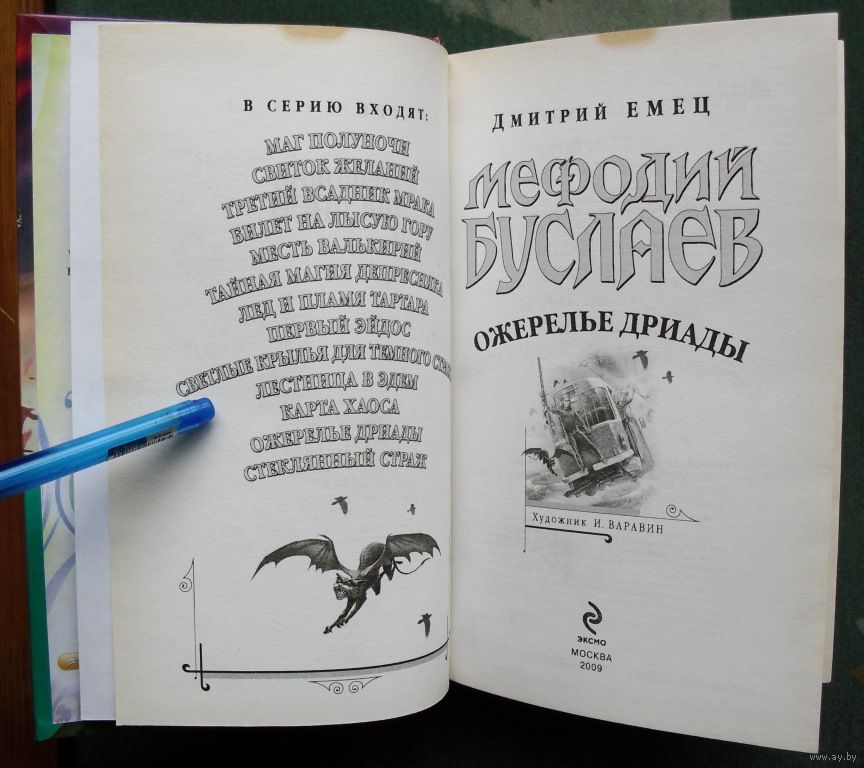 В СЕРИЮ ВХОДЯТ:
МАГ ПОЛУНОЧИ
СВИТОК ЖЕЛАНИЙ
ТРЕТИЙ ВСАДНИК МРАКА
БИЛЕТ НА ЛЫСУЮ ГОРУ
МЕСТЬ ВАЛЬКИРИЙ
ТАЙНАЯ МАГИЯ ДЕПРЕСНЯКА
ЛЕД И ПЛАМЯ ТАРТАРА
ПЕРВЫЙ ЭЙДОС
СВЕТЛЫЕ КРЫЛЬЯ ДЛЯ ТЕМНОГО
ЛЕСТНИЦА В ЭДЕМ
КАРТА ХАОСА
ОЖЕРЕЛЬЕ ДРИАДЫ
СТЕКЛЯННЫЙ СТРАЖ
ДМИТРИЙ ЕМЕЦ
МЕФОДИЙ
БУСЛАЕВ
ОЖЕРЕЛЬЕ ДРИАДЫ
Художник И. ВАРАВИН
ЭКСМО
МОСКВА
2009
www.ay.by